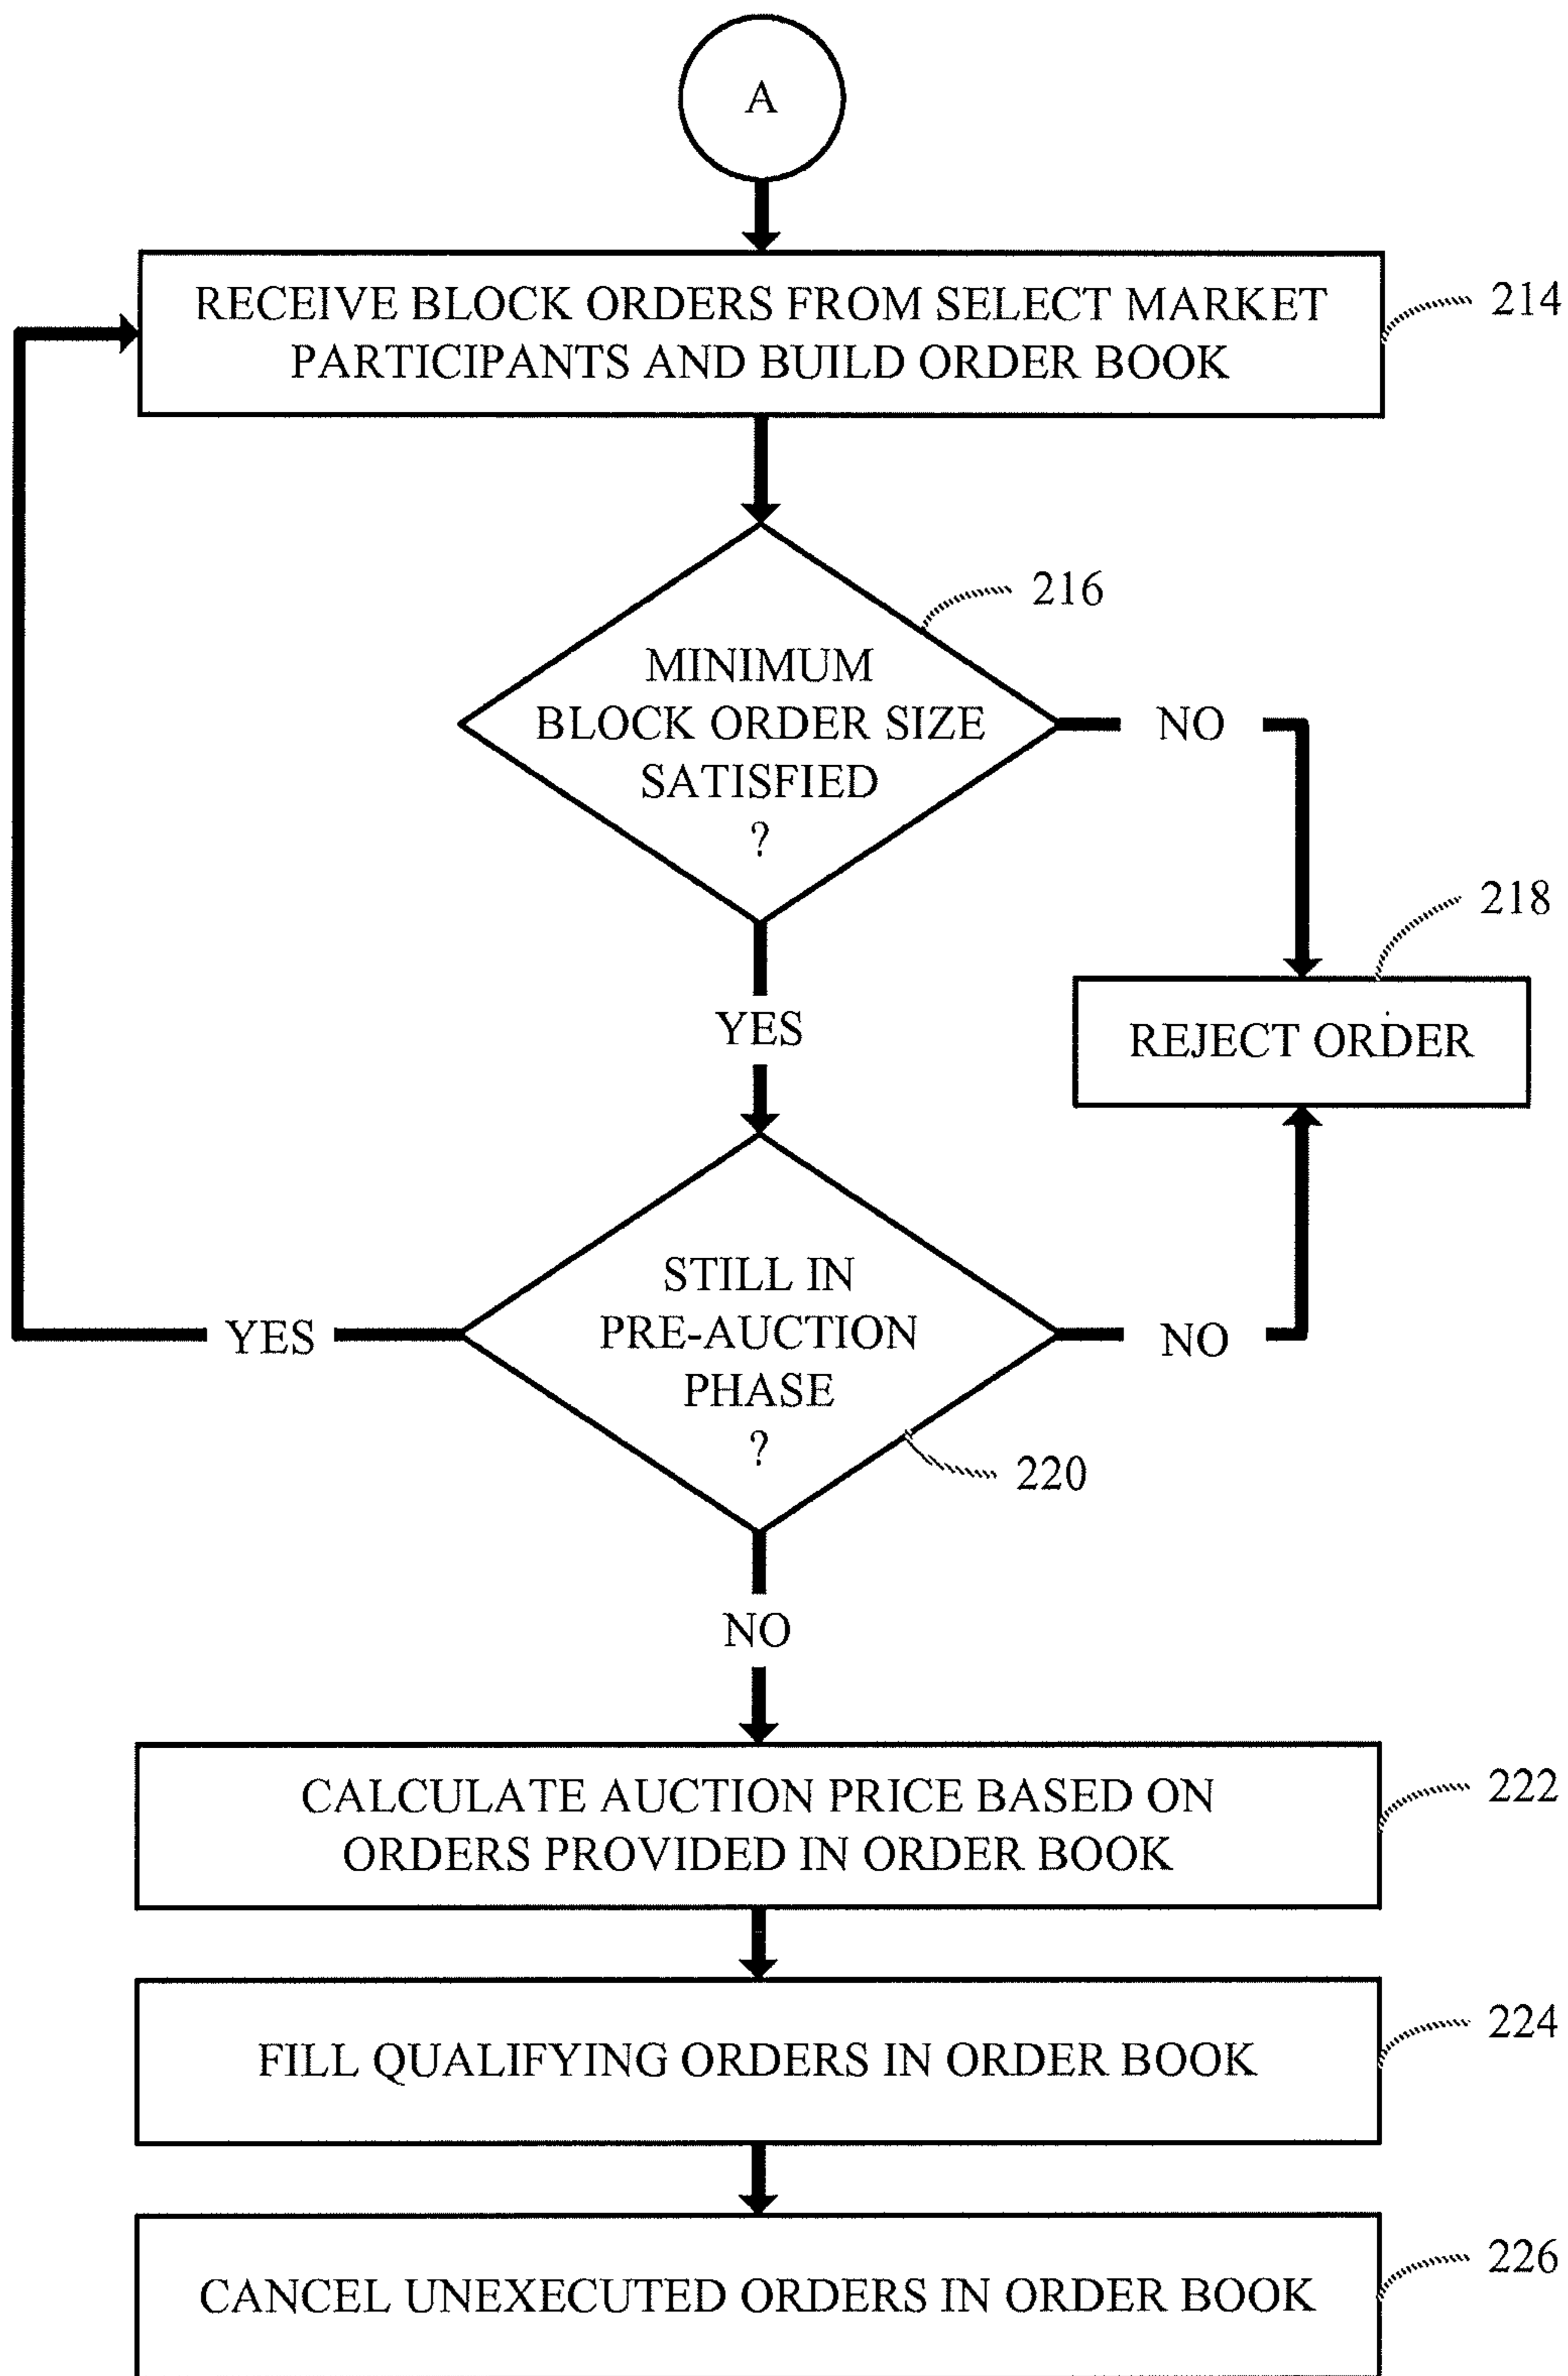 A
RECEIVE BLOCK ORDERS FROM SELECT MARKET
PARTICIPANTS AND BUILD ORDER BOOK
214
216
MINIMUM
BLOCK ORDER SIZE
SATISFIED
?
NO
218
YES
REJECT ORDER
STILL IN
PRE-AUCTION
PHASE
?
YES
NO
220
NO
CALCULATE AUCTION PRICE BASED ON
ORDERS PROVIDED IN ORDER BOOK
222
FILL QUALIFYING ORDERS IN ORDER BOOK
224
CANCEL UNEXECUTED ORDERS IN ORDER BOOK
226